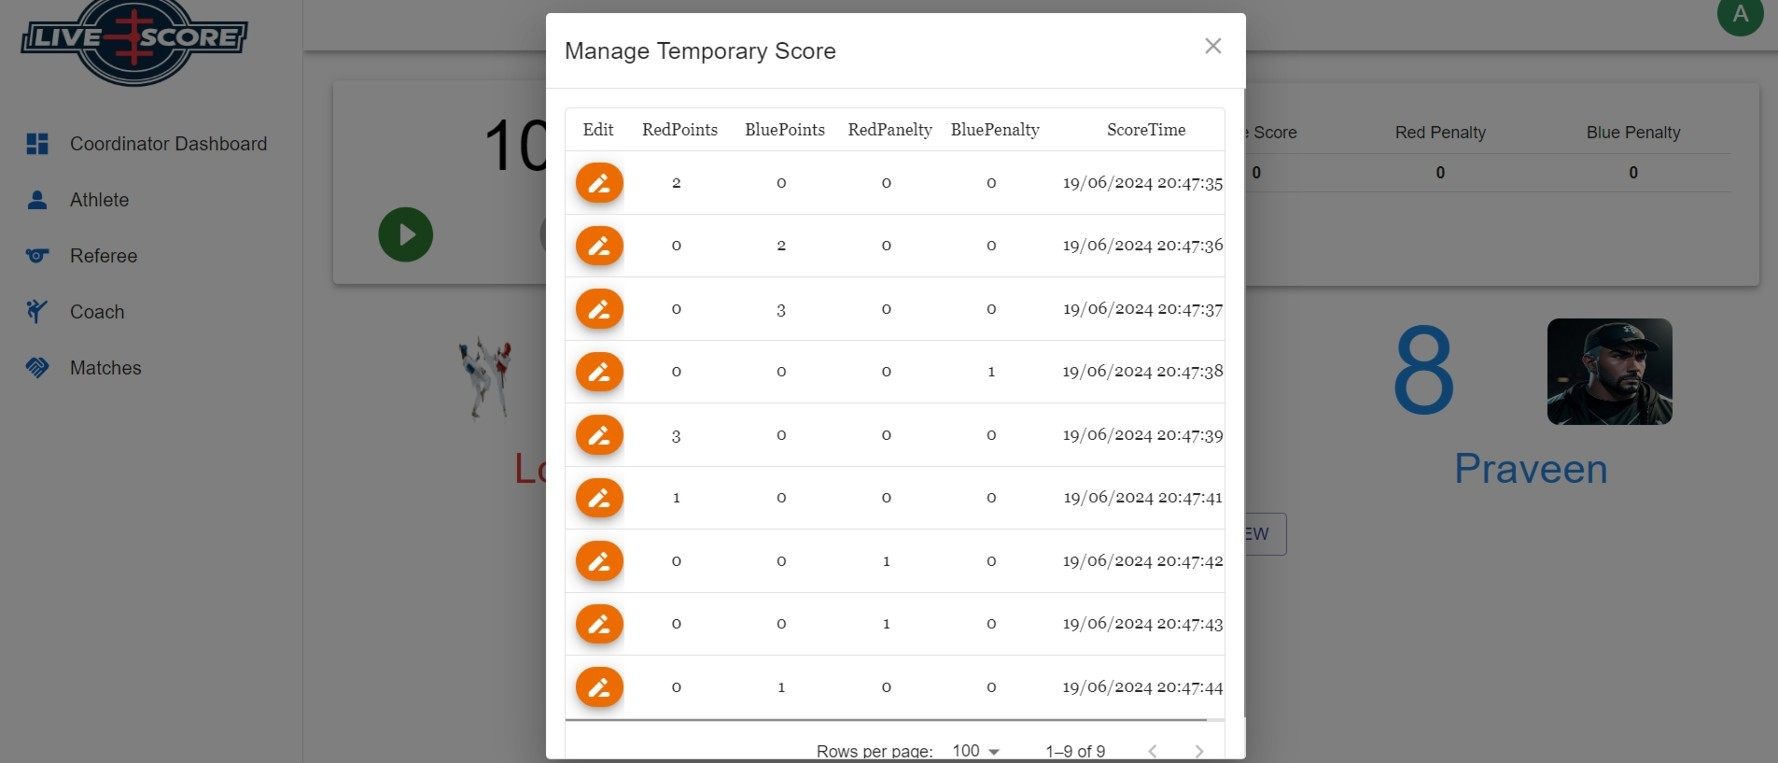 LIVE SCORE
A
Coordinator Dashboard
Athlete
Referee
Coach
Matches
10
Manage Temporary Score
Edit RedPoints BluePoints RedPanelty BluePenalty ScoreTime
2 0 0 0 19/06/2024 20:47:35
0 2 0 0 19/06/2024 20:47:36
0 3 0 0 19/06/2024 20:47:37
0 0 0 1 19/06/2024 20:47:38
3 0 0 0 19/06/2024 20:47:39
1 0 0 0 19/06/2024 20:47:41
0 0 1 0 19/06/2024 20:47:42
0 0 1 0 19/06/2024 20:47:43
0 1 0 0 19/06/2024 20:47:44
Rows per page: 100 1–9 of 9
Score Red Penalty Blue Penalty
0 0 0
8
Praveen